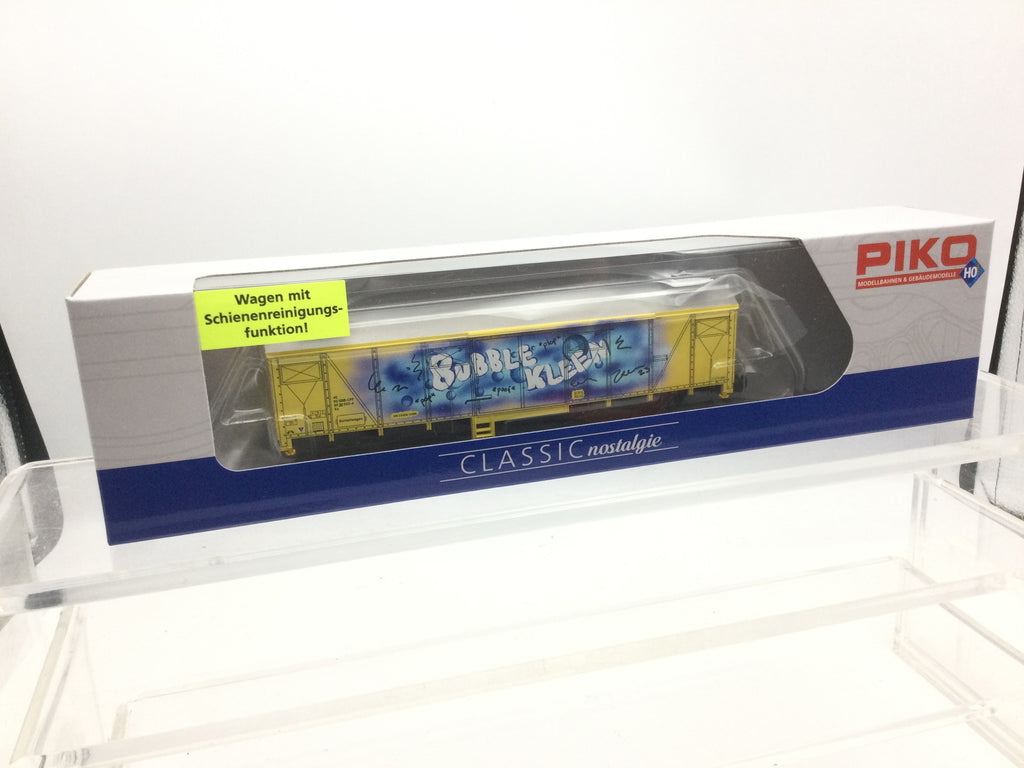 Wagen mit
Schienenreinigungs-
funktion!
PIKO
MODELLBAHNEN & GEBÄUDEMODELLE
H0
BUBBLE
KLEEN
CLASSIC nostalgie